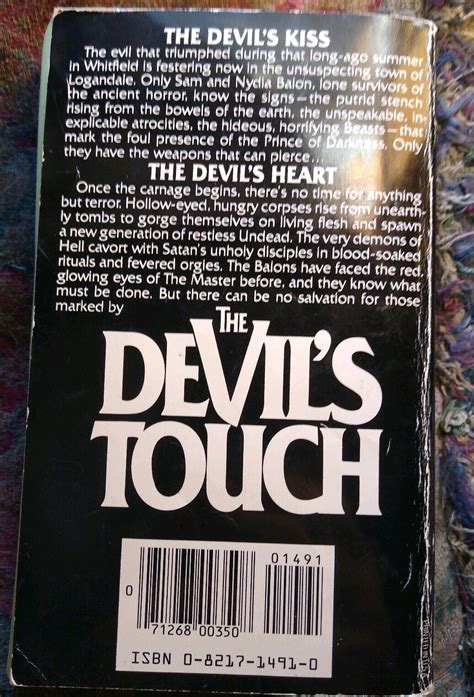 THE DEVIL'S KISS
The evil that triumphed during that long-ago summer
in Whitfield is festering now in the unsuspecting town of
Logandale. Only Sam and Nydia Balon, lone survivors of
the ancient horror, know the signs—the putrid stench
rising from the bowels of the earth, the unspeakable, in-
explicable atrocities, the hideous, horrifying Beasts—that
mark the foul presence of the Prince of Darkness. Only
they have the weapons that can pierce...
THE DEVIL'S HEART
Once the carnage begins, there's no time for anything
but terror. Hollow-eyed, hungry corpses rise from unearth-
ly tombs to gorge themselves on living flesh and spawn
a new generation of restless Undead. The very demons of
Hell cavort with Satan's unholy disciples in blood-soaked
rituals and fevered orgies. The Balons have faced the red,
glowing eyes of The Master before, and they know what
must be done. But there can be no salvation for those
marked by
THE
DEVIL'S
TOUCH
01491
0
71268 00350
ISBN 0-8217-1491-0